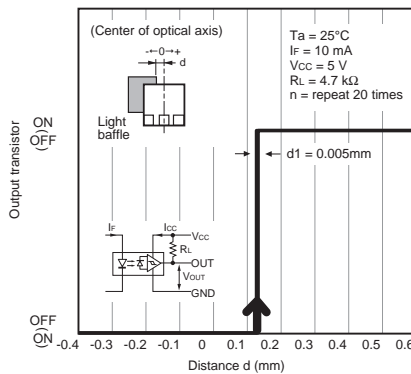 (Center of optical axis)
- ←0→ +
d
Light
baffle
Ta = 25°C
IF = 10 mA
VCC = 5 V
RL = 4.7 kΩ
n = repeat 20 times
ON
(OFF)
d1 = 0.005mm
Output transistor
IF
ICC
VCC
RL
OUT
VOUT
GND
OFF
(ON)
-0.4 -0.3 -0.2 -0.1 0 0.1 0.2 0.3 0.4 0.5 0.6
Distance d (mm)